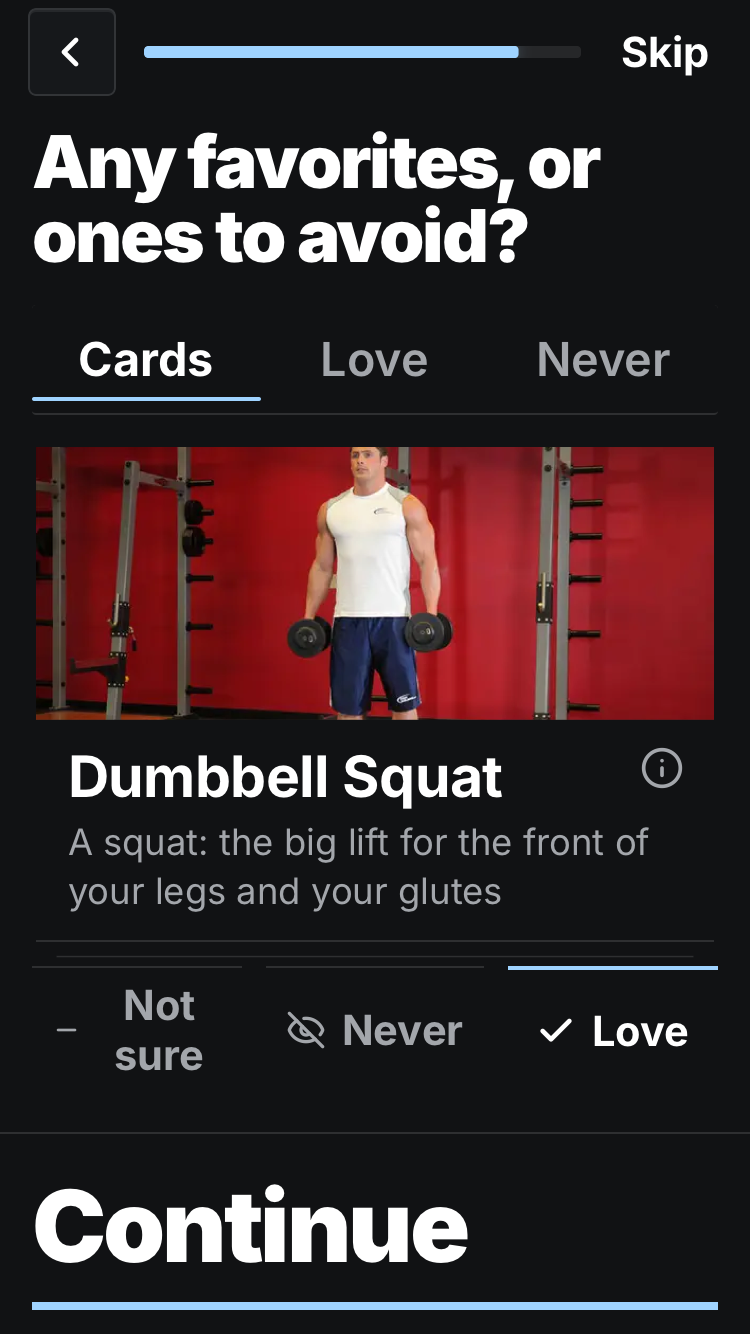 Skip
Any favorites, or
ones to avoid?
Cards
Love
Never
Dumbbell Squat
A squat: the big lift for the front of
your legs and your glutes
Not
sure
Never
Love
Continue